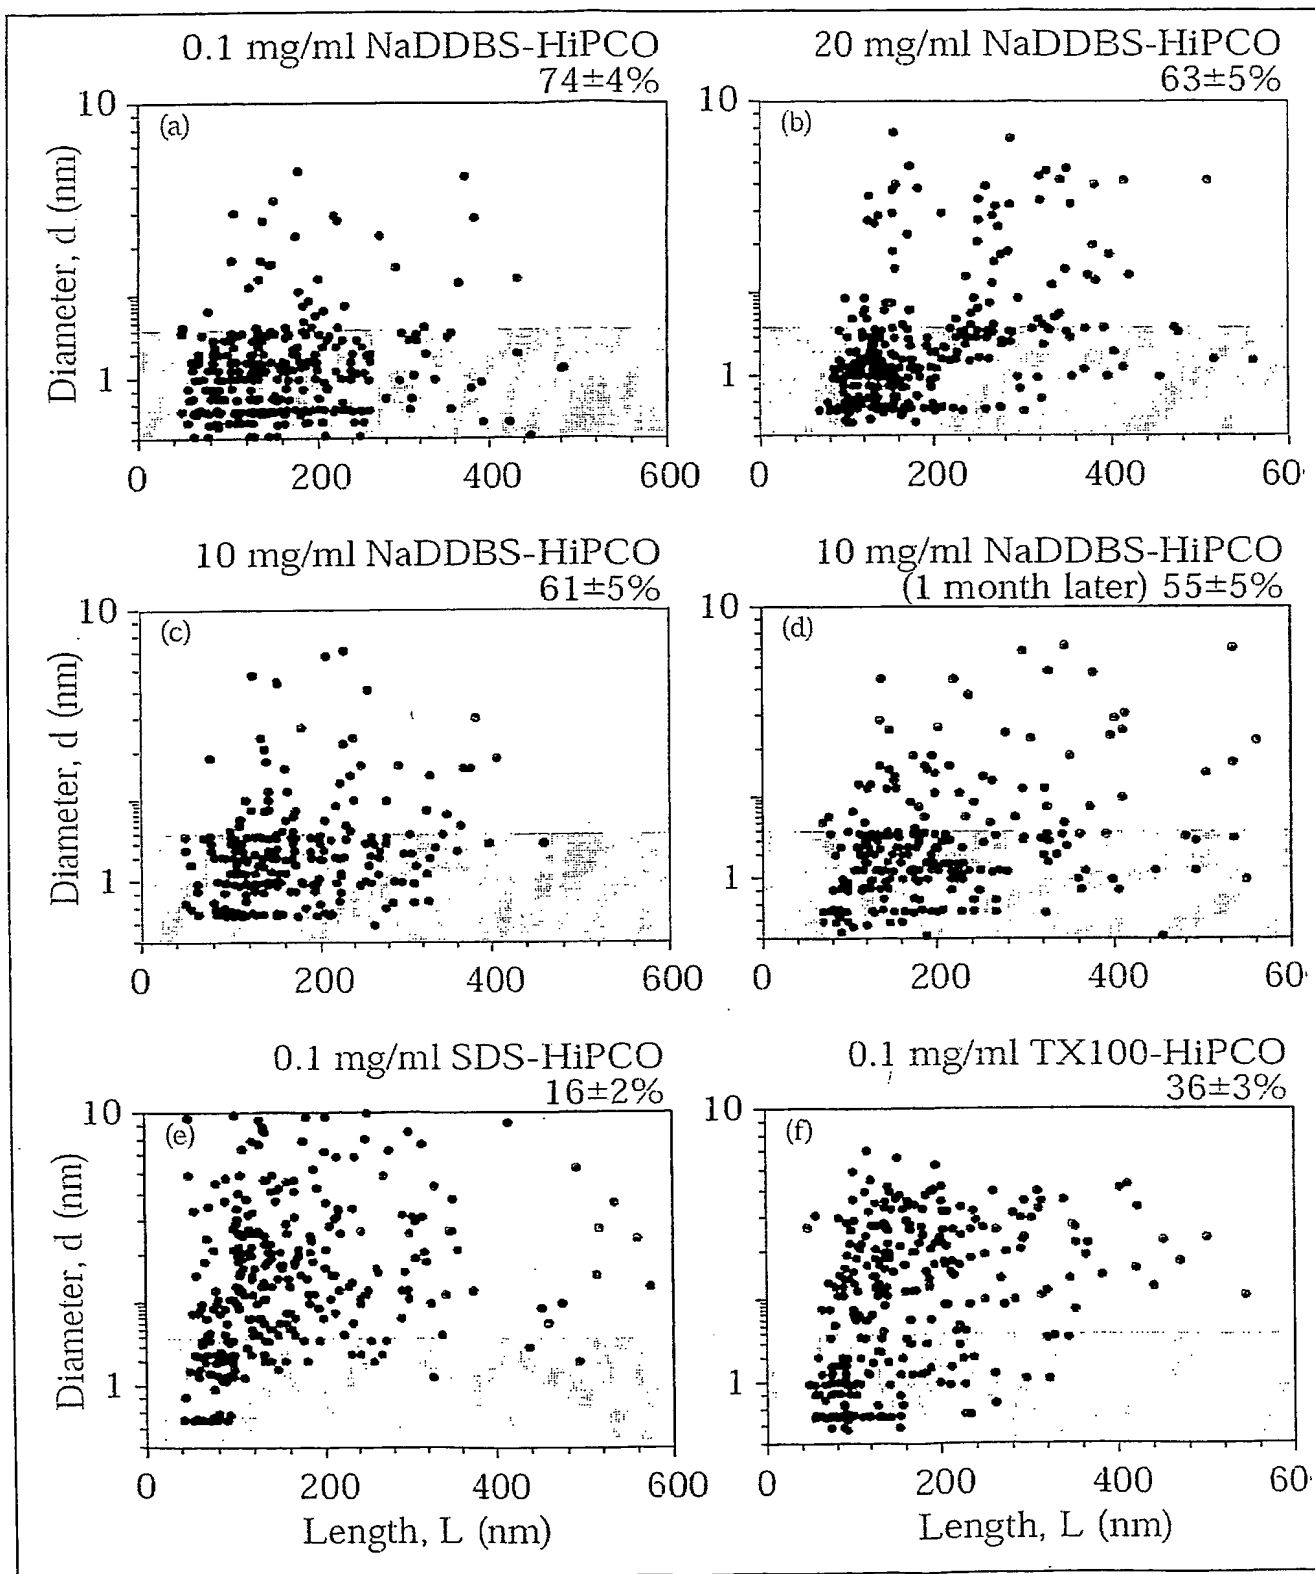 0.1 mg/ml NaDDBS-HiPCO
74±4%
20 mg/ml NaDDBS-HiPCO
63±5%
10
(a)
Diameter, d (nm)
1
0 200 400 600
10
(b)
1
0 200 400 60
10 mg/ml NaDDBS-HiPCO
61±5%
10 mg/ml NaDDBS-HiPCO
(1 month later) 55±5%
10
(c)
Diameter, d (nm)
1
0 200 400 600
10
(d)
1
0 200 400 60
0.1 mg/ml SDS-HiPCO
16±2%
0.1 mg/ml TX100-HiPCO
36±3%
10
(e)
Diameter, d (nm)
1
0 200 400 600
Length, L (nm)
10
(f)
1
0 200 400 60
Length, L (nm)